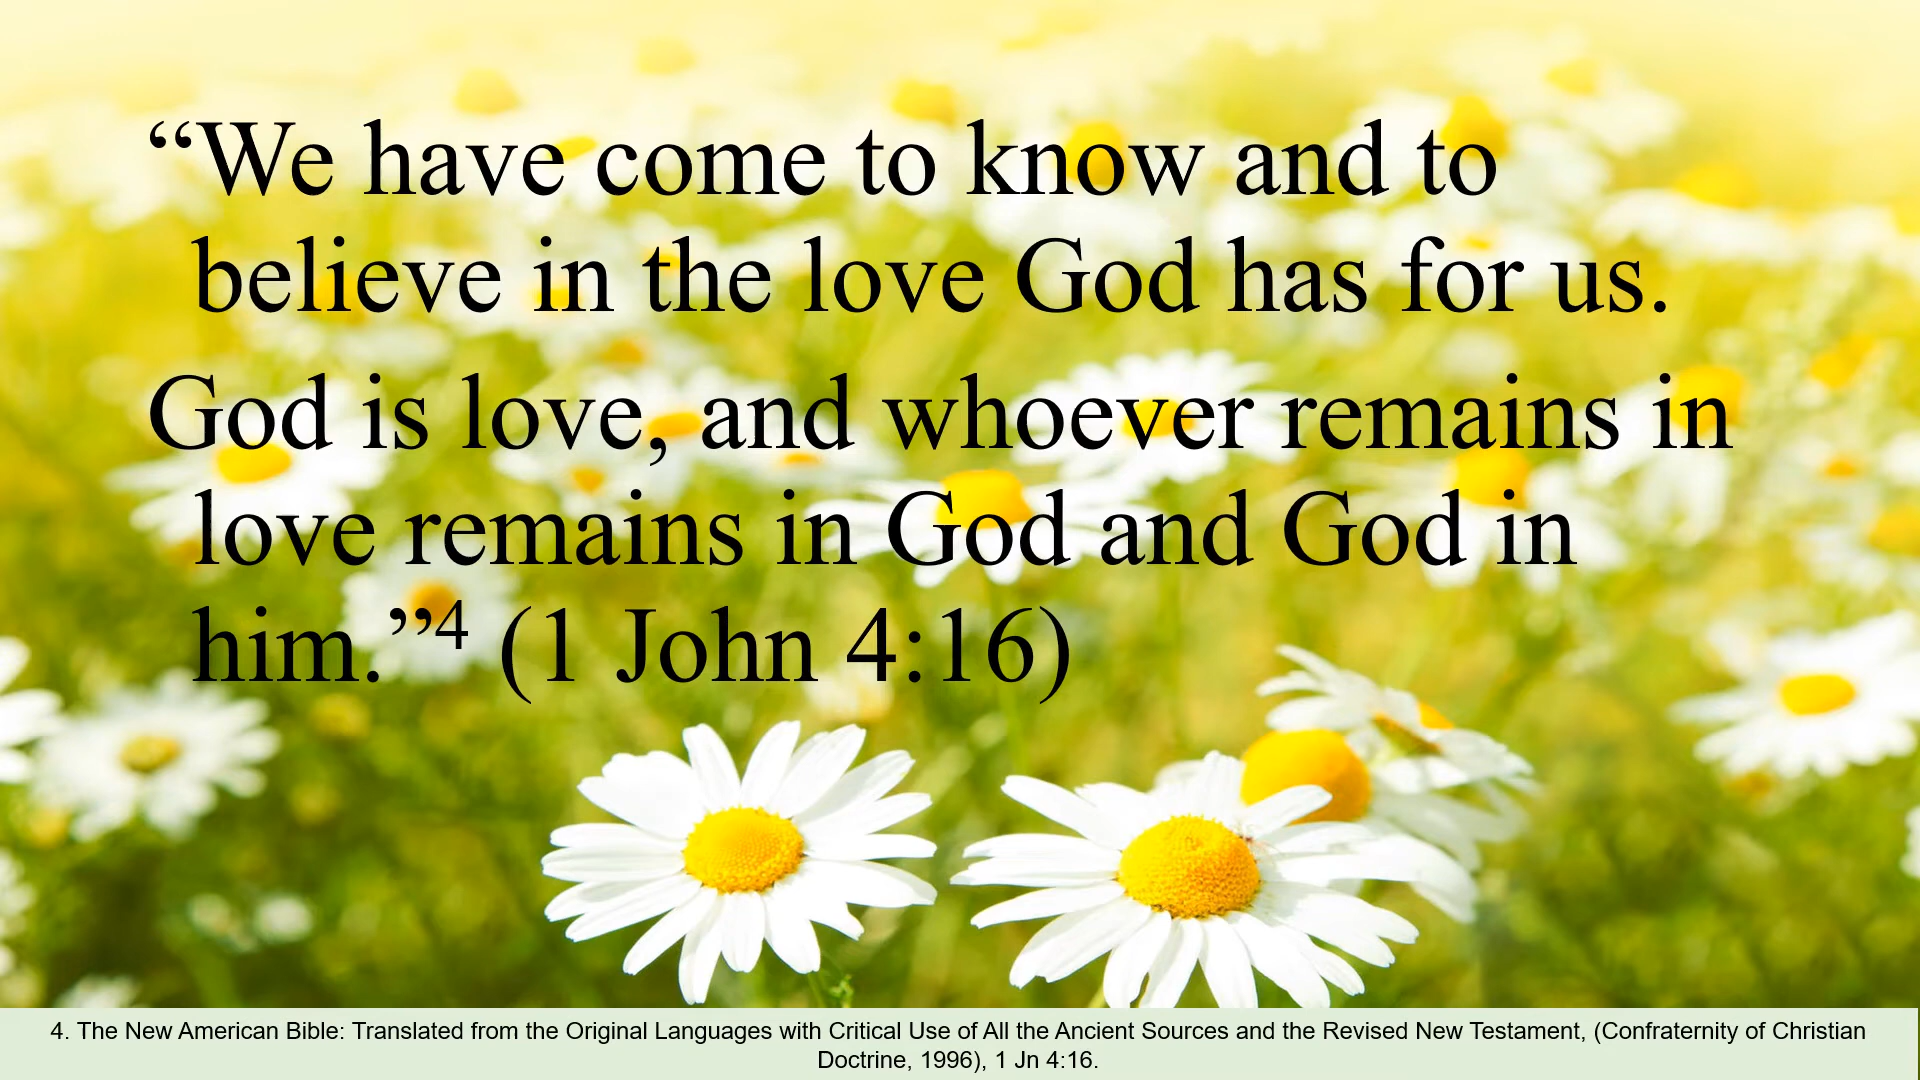 “We have come to know and to
believe in the love God has for us.
God is love, and whoever remains in
love remains in God and God in
him.”4 (1 John 4:16)
4. The New American Bible: Translated from the Original Languages with Critical Use of All the Ancient Sources and the Revised New Testament, (Confraternity of Christian
Doctrine, 1996), 1 Jn 4:16.